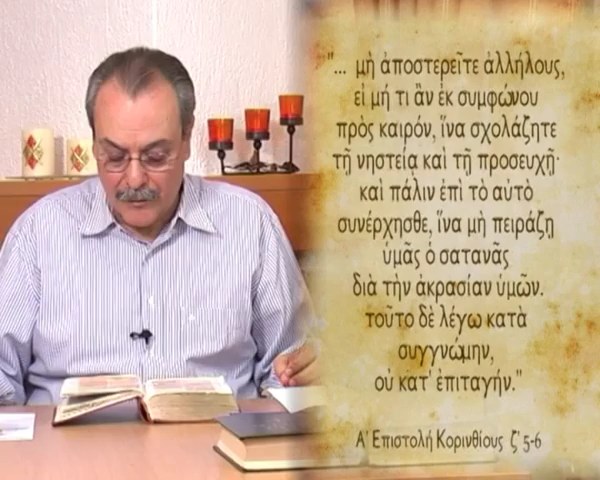 "... μὴ ἀποστερεῖτε ἀλλήλους,
εἰ μή τι ἂν ἐκ συμφώνου
πρὸς καιρόν, ἵνα σχολάζητε
τῇ νηστείᾳ καὶ τῇ προσευχῇ·
καὶ πάλιν ἐπὶ τὸ αὐτὸ
συνέρχησθε, ἵνα μὴ πειράζῃ
ὑμᾶς ὁ σατανᾶς
διὰ τὴν ἀκρασίαν ὑμῶν.
τοῦτο δὲ λέγω κατὰ
συγγνώμην,
οὐ κατ' ἐπιταγήν."
Α' Επιστολή Κορινθίους ζ' 5-6